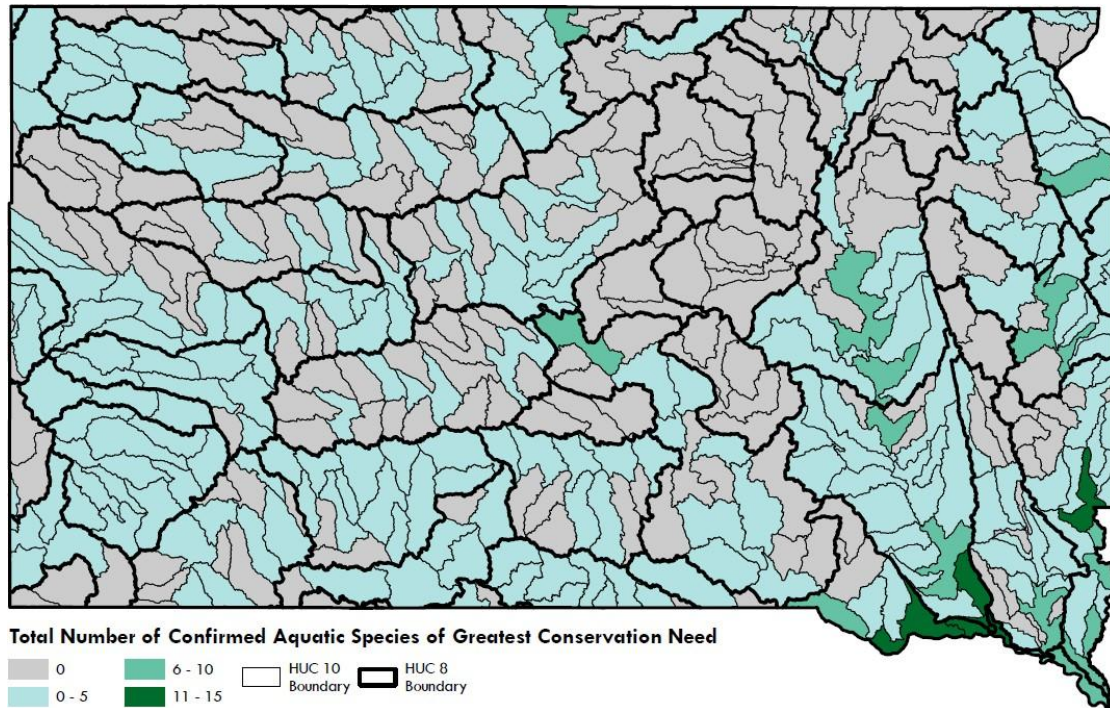 Total Number of Confirmed Aquatic Species of Greatest Conservation Need
0
6 - 10
HUC 10
Boundary
HUC 8
Boundary
0 - 5
11 - 15